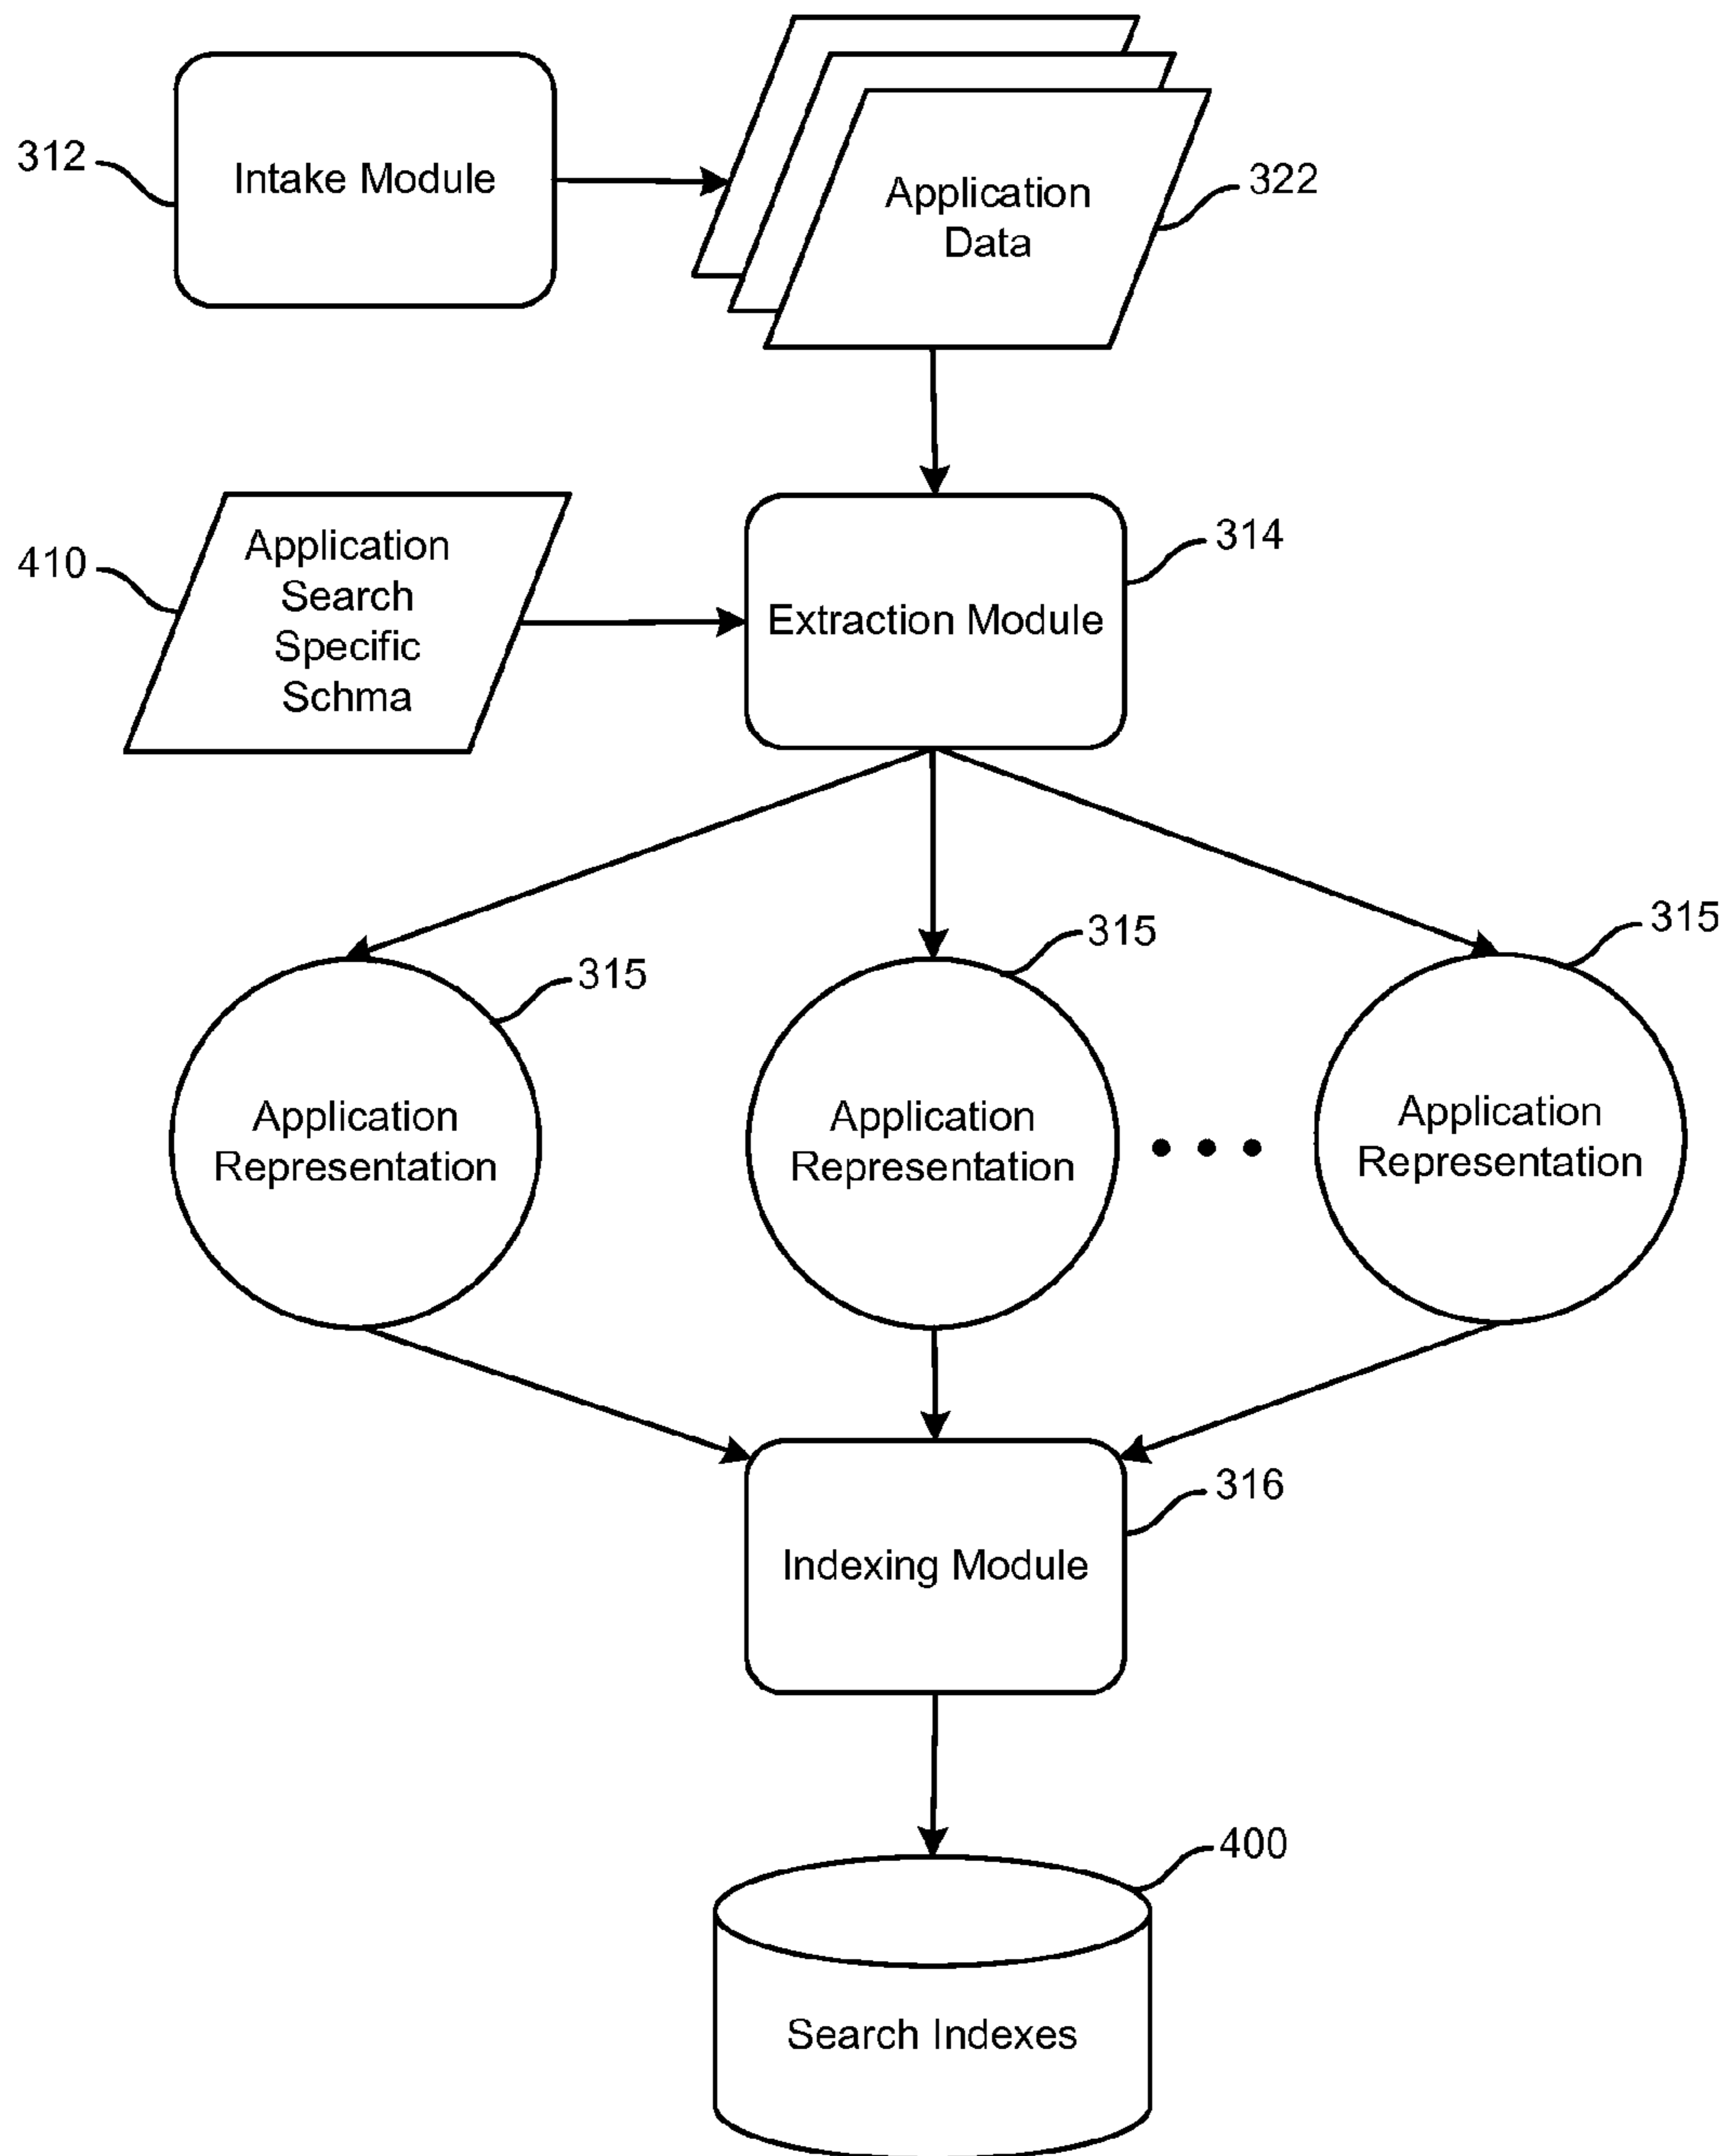 312
Intake Module
Application
Data
322
410
Application
Search
Specific
Schma
Extraction Module
314
315
315
315
Application
Representation
Application
Representation
Application
Representation
Indexing Module
316
400
Search Indexes